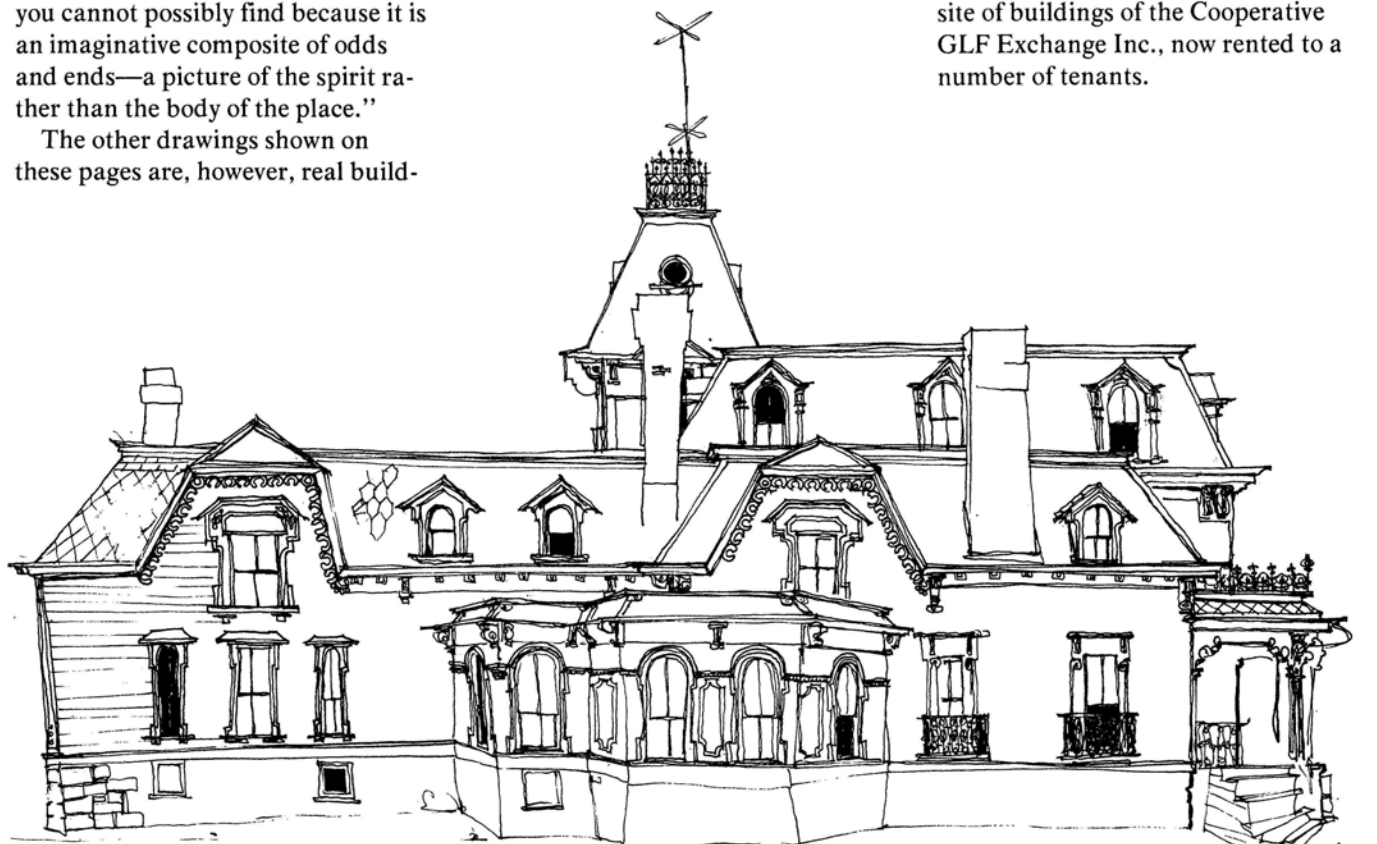 you cannot possibly find because it is
an imaginative composite of odds
and ends—a picture of the spirit ra-
ther than the body of the place.”
The other drawings shown on
these pages are, however, real build-
site of buildings of the Cooperative
GLF Exchange Inc., now rented to a
number of tenants.